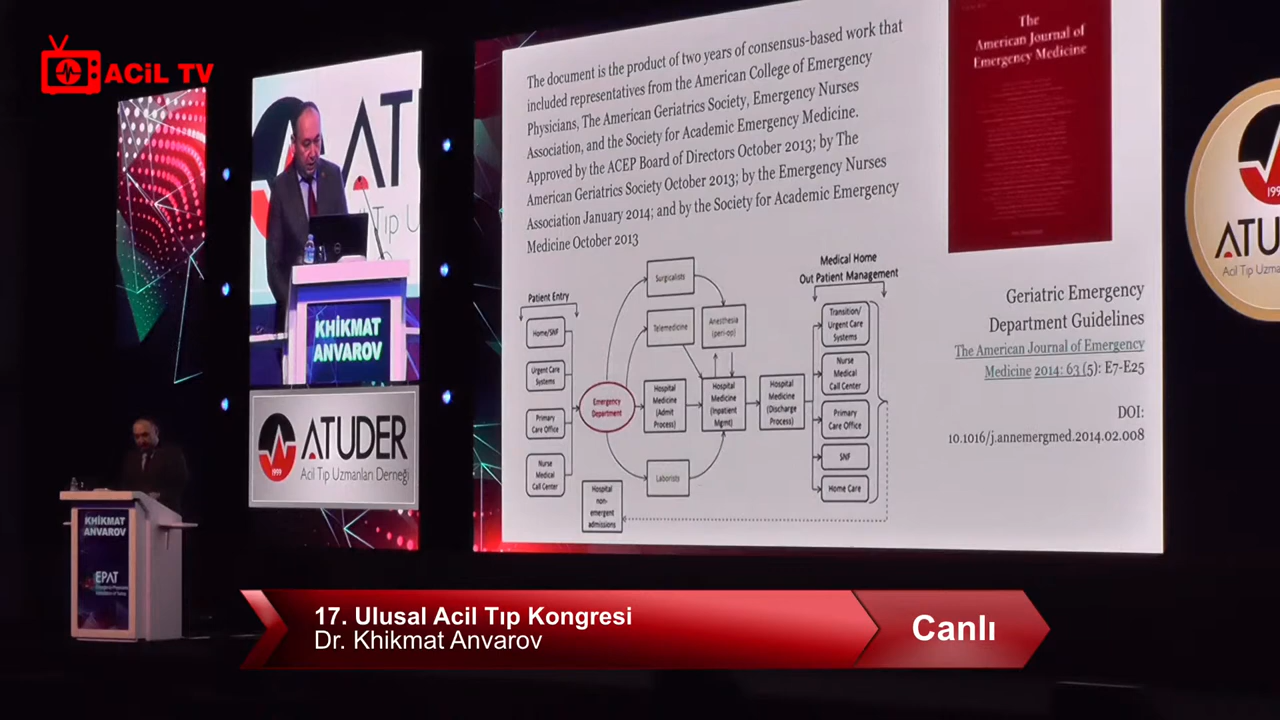 ACiL TV
ATUD
Acil Tıp U
KHİKMAT
ANVAROV
ATUDER
Acil Tıp Uzmanları Derneği
1999
KHİKMAT
ANVAROV
EPAT
The document is the product of two years of consensus-based work that
included representatives from the American College of Emergency
Physicians, The American Geriatrics Society, Emergency Nurses
Association, and the Society for Academic Emergency Medicine.
Approved by the ACEP Board of Directors October 2013; by The
American Geriatrics Society October 2013; by the Emergency Nurses
Association January 2014; and by the Society for Academic Emergency
Medicine October 2013
The
American Journal of
Emergency Medicine
Geriatric Emergency
Department Guidelines
The American Journal of Emergency
Medicine 2014: 63 (5): E7-E25
DOI:
10.1016/j.annemergmed.2014.02.008
Patient Entry
Home/SNF
Urgent Care
Systems
Primary
Care Office
Nurse
Medical
Call Center
Emergency
Department
Surgicalists
Telemedicine
Anesthesia
(peri-op)
Hospital
Medicine
(Admit
Process)
Hospital
Medicine
(Inpatient
Mgmt)
Hospital
Medicine
(Discharge
Process)
Laborists
Hospital
non-
emergent
admissions
Medical Home
Out Patient Management
Transition/
Urgent Care
Systems
Nurse
Medical
Call Center
Primary
Care Office
SNF
Home Care
199
ATU
Acil Tıp Uzma
17. Ulusal Acil Tıp Kongresi
Dr. Khikmat Anvarov
Canlı